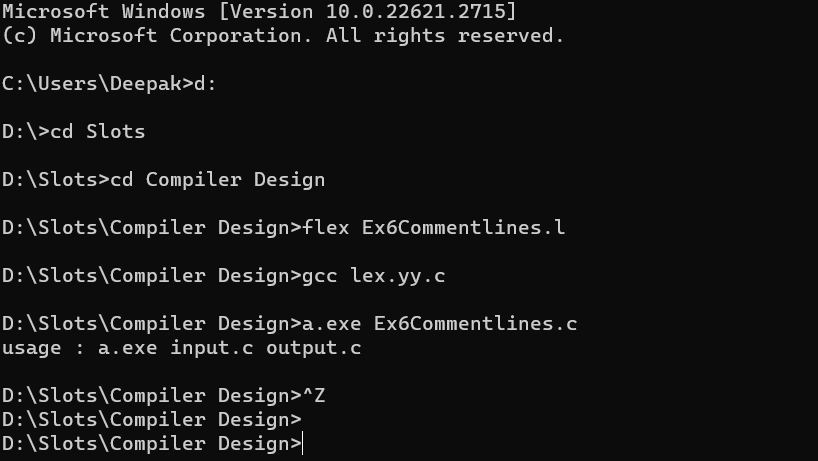 Microsoft Windows [Version 10.0.22621.2715]
(c) Microsoft Corporation. All rights reserved.
C:\Users\Deepak>d:
D:\>cd Slots
D:\Slots>cd Compiler Design
D:\Slots\Compiler Design>flex Ex6Commentlines.l
D:\Slots\Compiler Design>gcc lex.yy.c
D:\Slots\Compiler Design>a.exe Ex6Commentlines.c
usage : a.exe input.c output.c
D:\Slots\Compiler Design>^Z
D:\Slots\Compiler Design>
D:\Slots\Compiler Design>